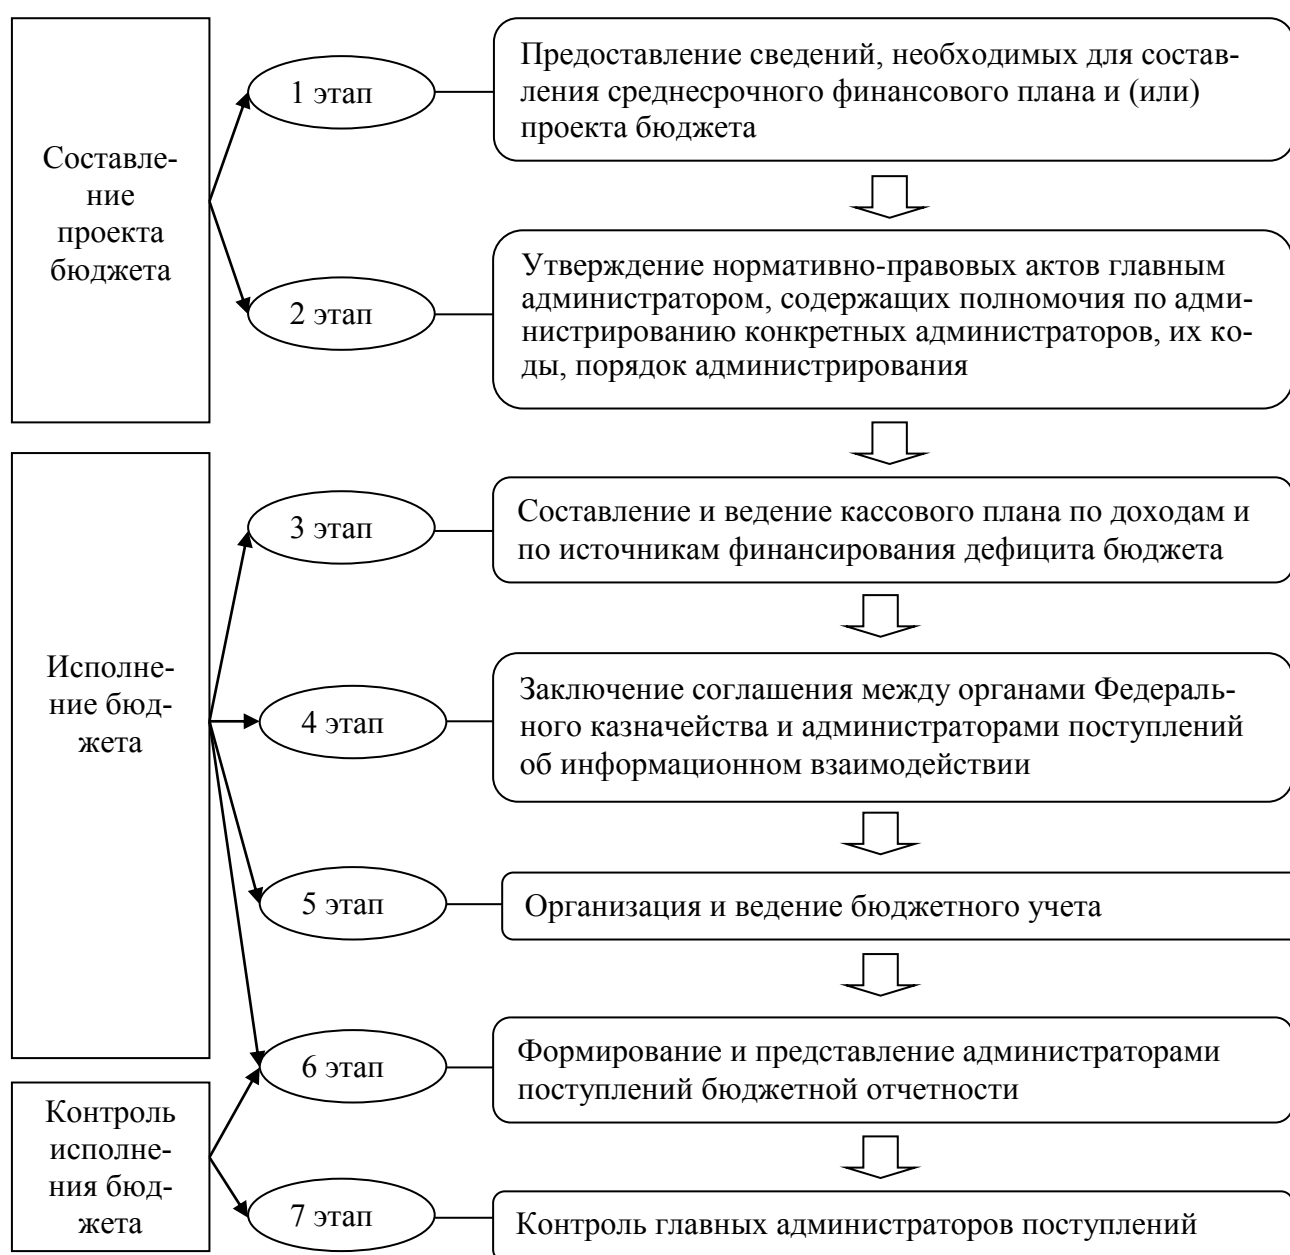 Составле-
ние
проекта
бюджета
1 этап
Предоставление сведений, необходимых для состав-
ления среднесрочного финансового плана и (или)
проекта бюджета
2 этап
Утверждение нормативно-правовых актов главным
администратором, содержащих полномочия по адми-
нистрированию конкретных администраторов, их ко-
ды, порядок администрирования
Исполне-
ние бюд-
жета
3 этап
Составление и ведение кассового плана по доходам и
по источникам финансирования дефицита бюджета
4 этап
Заключение соглашения между органами Федераль-
ного казначейства и администраторами поступлений
об информационном взаимодействии
5 этап
Организация и ведение бюджетного учета
6 этап
Формирование и представление администраторами
поступлений бюджетной отчетности
Контроль
исполне-
ния бюд-
жета
7 этап
Контроль главных администраторов поступлений